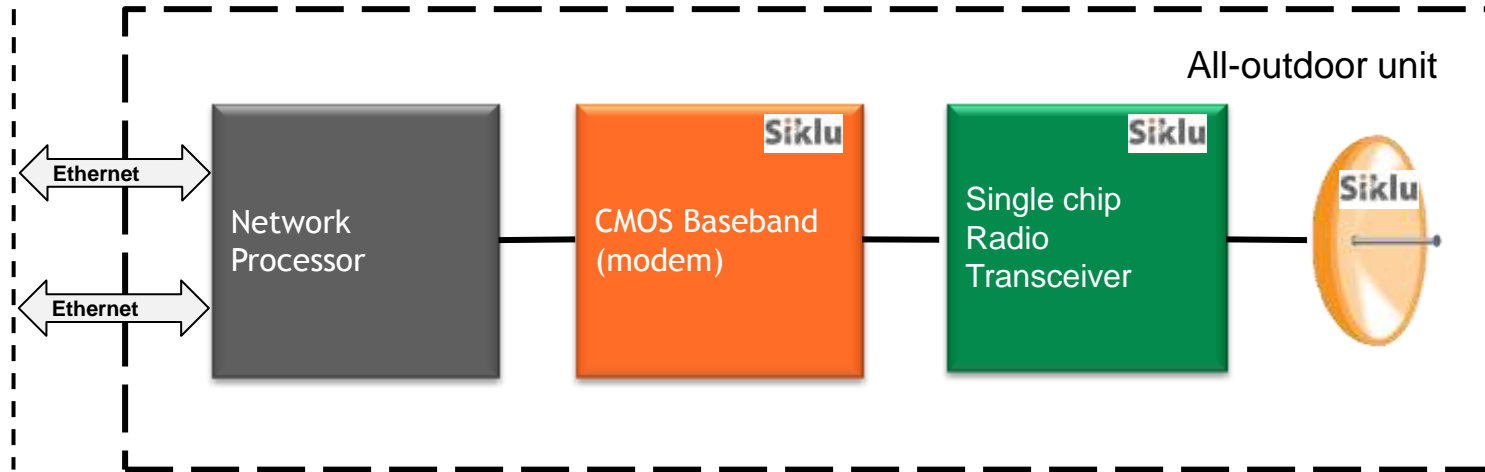 All-outdoor unit
Siklu
Siklu
Siklu
Ethernet
Ethernet
Network
Processor
CMOS Baseband
(modem)
Single chip
Radio
Transceiver